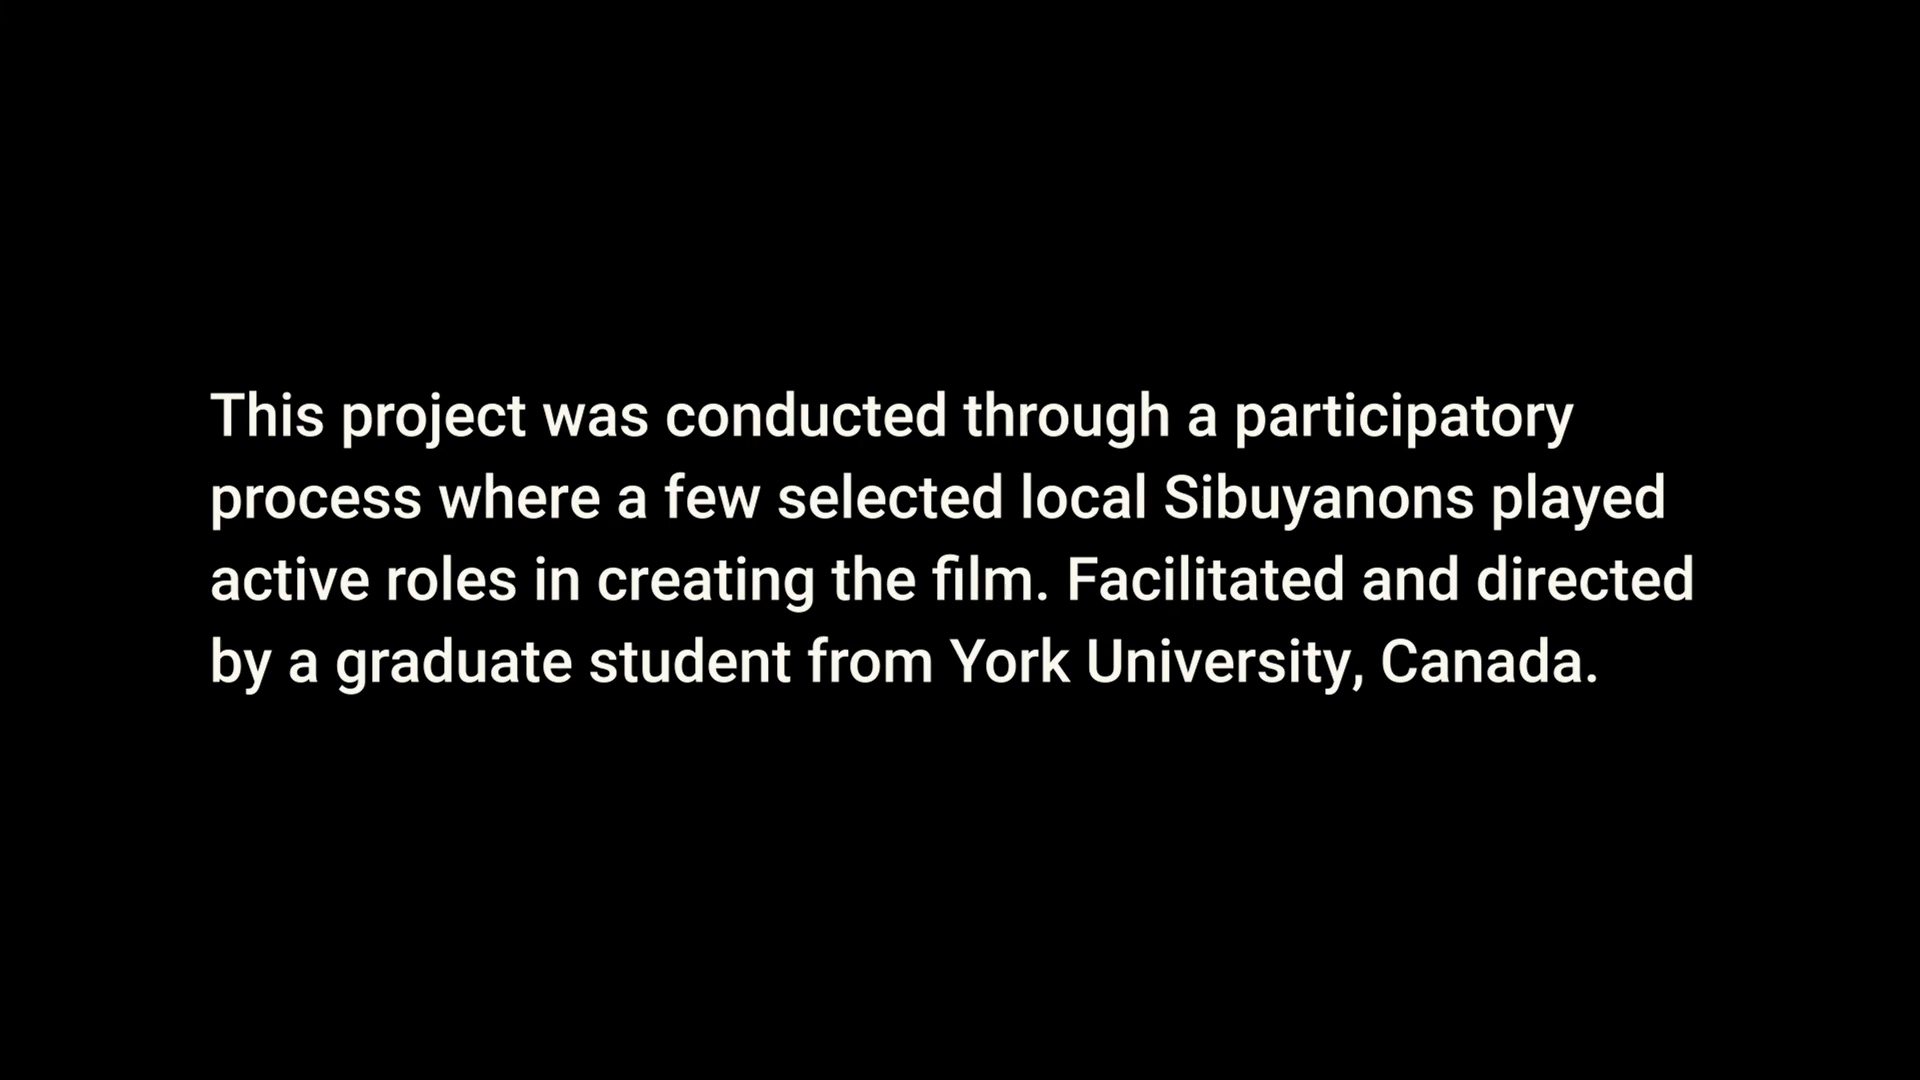 This project was conducted through a participatory
process where a few selected local Sibuyanons played
active roles in creating the film. Facilitated and directed
by a graduate student from York University, Canada.